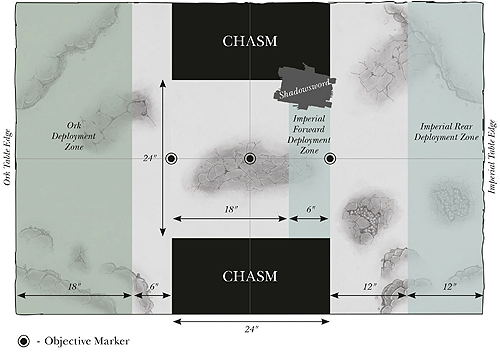 CHASM
Shadowsword
Ork
Deployment
Zone
Imperial
Forward
Deployment
Zone
Imperial Rear
Deployment Zone
Ork Table Edge
Imperial Table Edge
24"
18"
6"
CHASM
18"
6"
12"
12"
24"
- Objective Marker